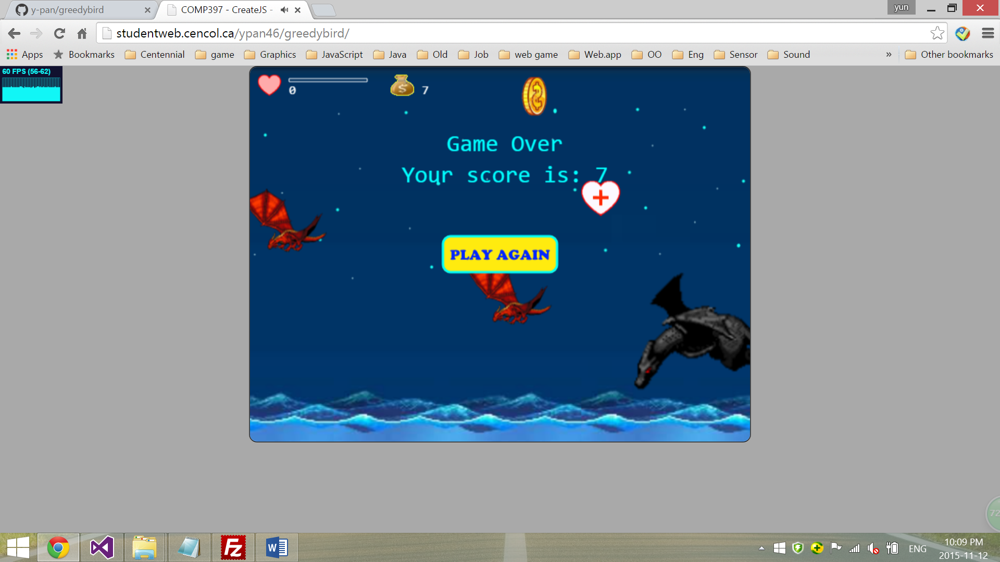 y-pan/greedybird
COMP397 - CreateJS -
yun
studentweb.cencol.ca/ypan46/greedybird/
Apps Bookmarks Centennial game Graphics JavaScript Java Old Job web game Web.app OO Eng Sensor Sound » Other bookmarks
60 FPS (56-62)
0
$ 7
Game Over
Your score is: 7
PLAY AGAIN
72
ENG
10:09 PM
2015-11-12